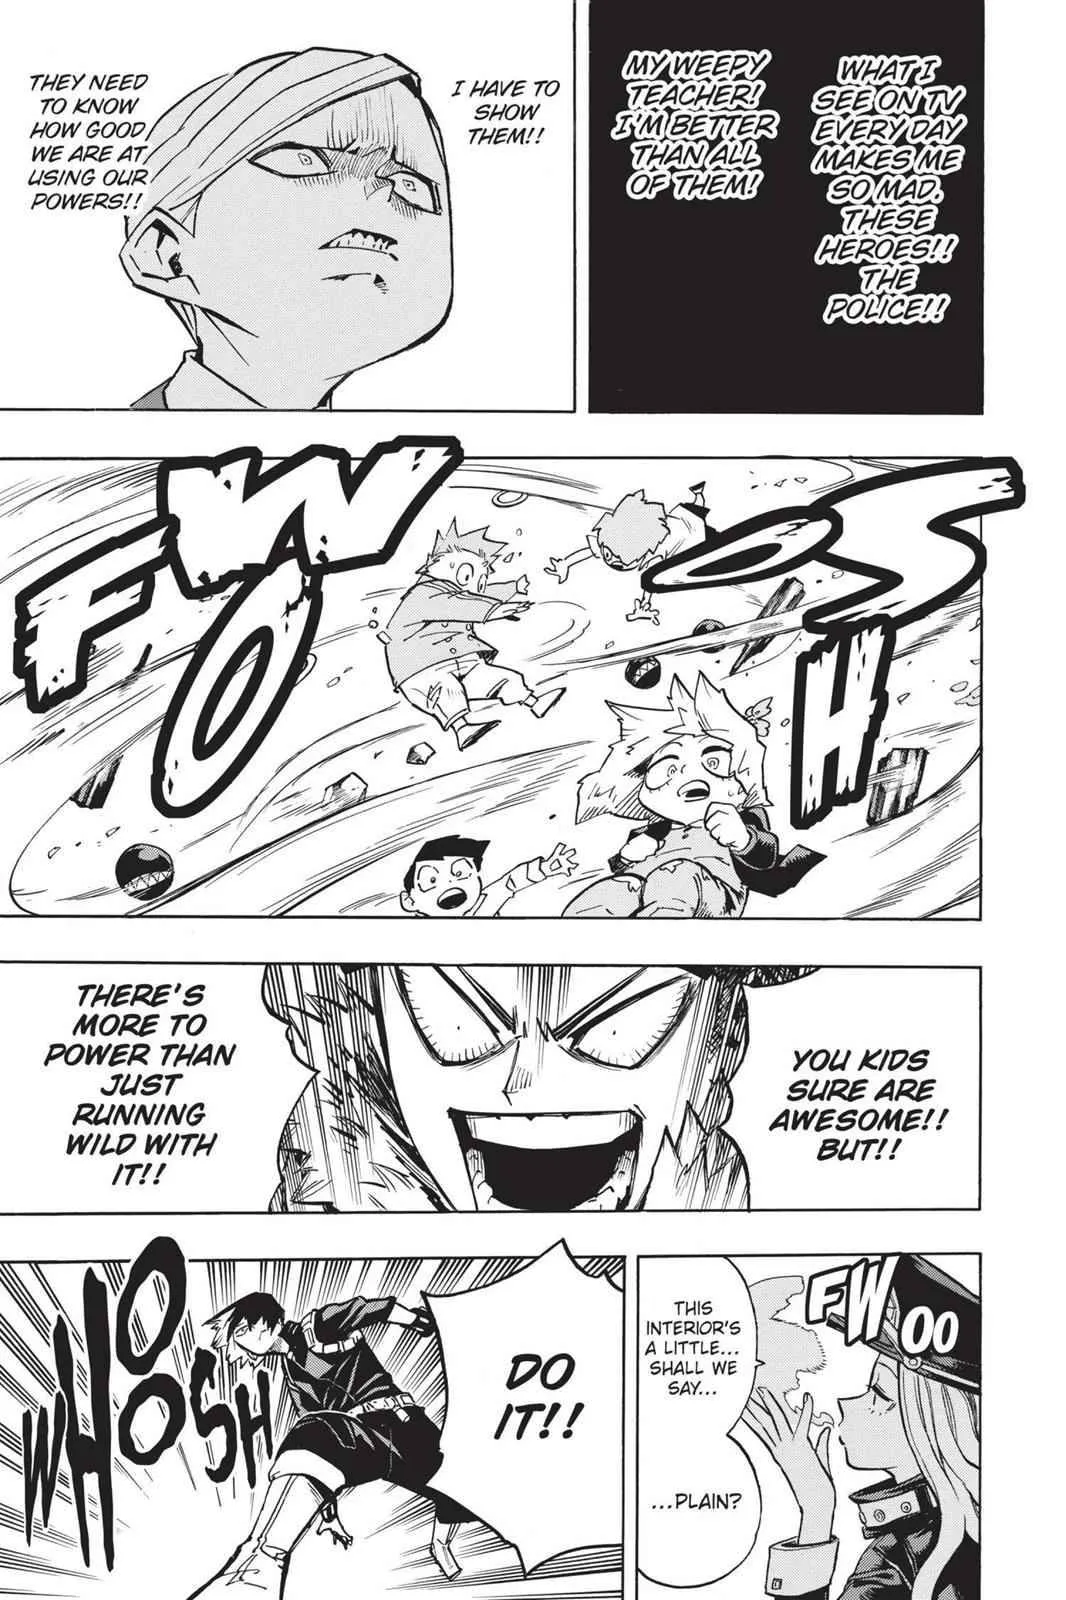 WHAT I
SEE ON TV
EVERY DAY
MAKES ME
SO MAD.
THESE
HEROES!!
THE
POLICE!!
MY WEEPY
TEACHER!
I'M BETTER
THAN ALL
OF THEM!
I HAVE TO
SHOW
THEM!!
THEY NEED
TO KNOW
HOW GOOD
WE ARE AT
USING OUR
POWERS!!
FWOOSH
YOU KIDS
SURE ARE
AWESOME!!
BUT!!
THERE'S
MORE TO
POWER THAN
JUST
RUNNING
WILD WITH
IT!!
FWOO
THIS
INTERIOR'S
A LITTLE...
SHALL WE
SAY...
...PLAIN?
DO
IT!!
WHOOSH